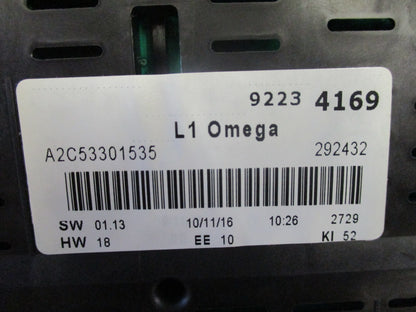 9223 4169
L1 Omega
A2C53301535 292432
SW 01.13 10/11/16 10:26 2729
HW 18 EE 10 KI 52